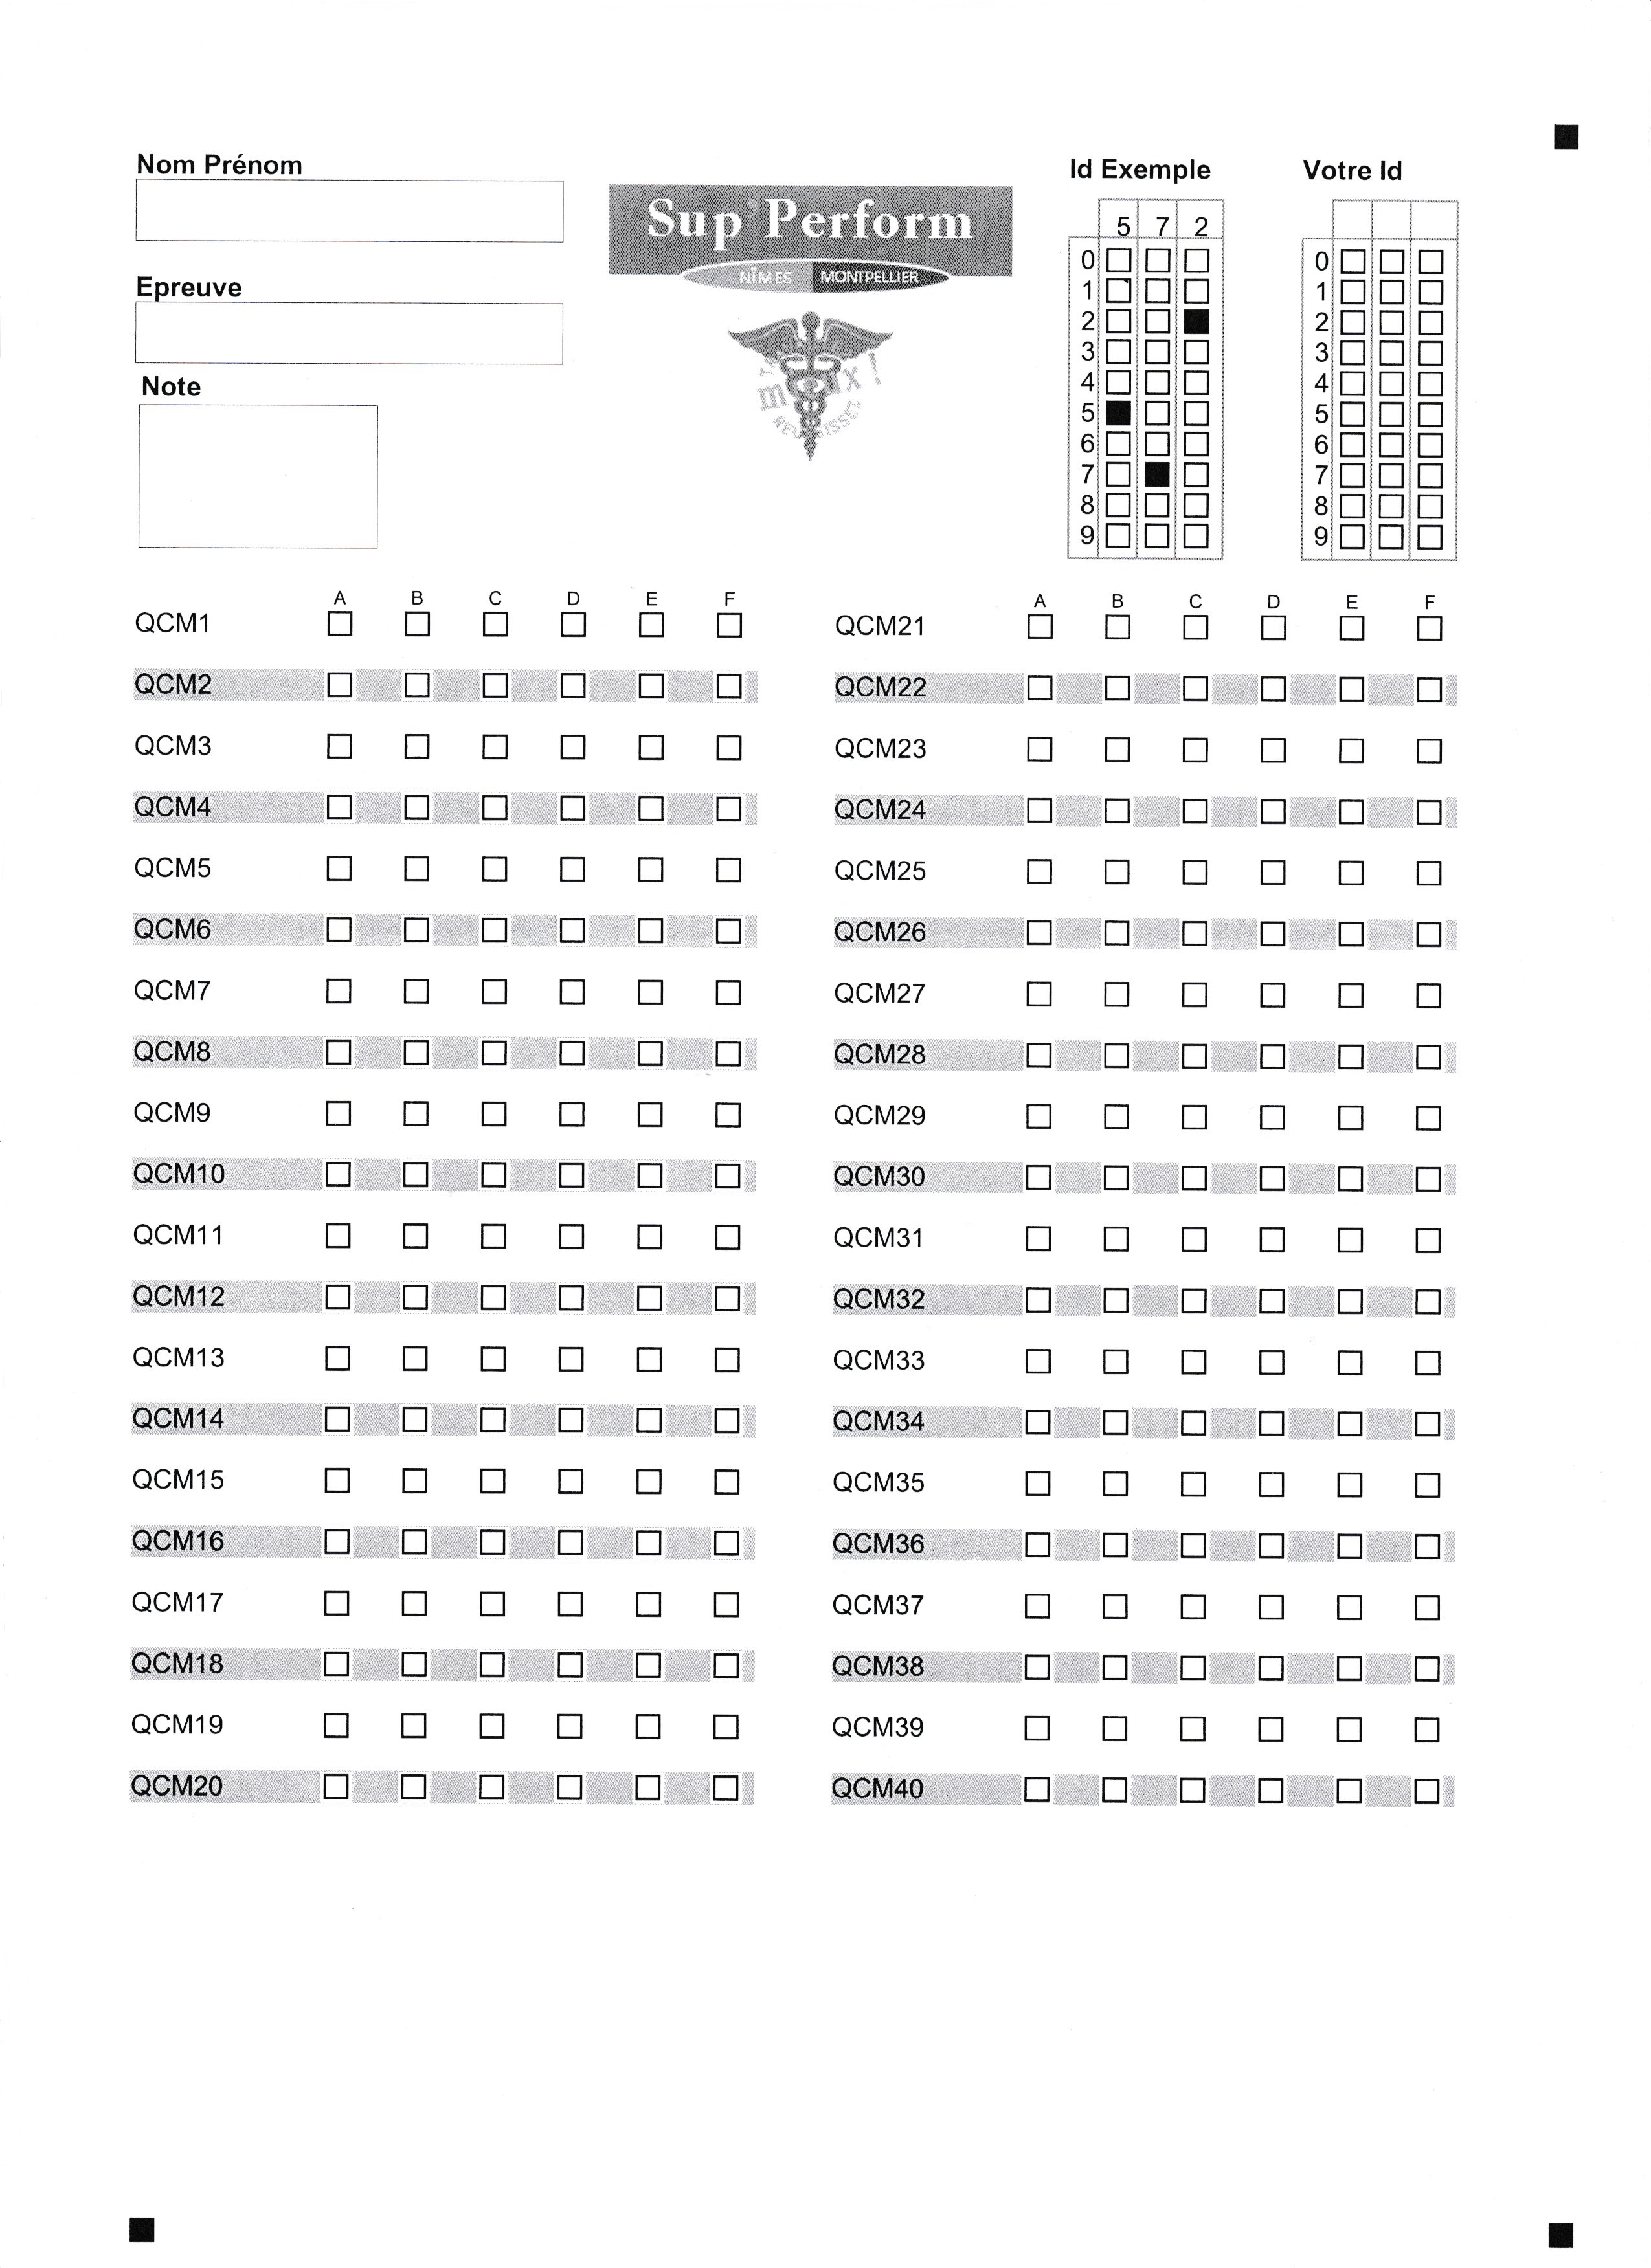 Nom Prénom
Epreuve
Note
Sup'Perform
NÎMES MONTPELLIER
mieux !
RÉUSSISSEZ
Id Exemple
5 7 2
0
1
2
3
4
5
6
7
8
9
Votre Id
0
1
2
3
4
5
6
7
8
9
A B C D E F
QCM1
QCM2
QCM3
QCM4
QCM5
QCM6
QCM7
QCM8
QCM9
QCM10
QCM11
QCM12
QCM13
QCM14
QCM15
QCM16
QCM17
QCM18
QCM19
QCM20
A B C D E F
QCM21
QCM22
QCM23
QCM24
QCM25
QCM26
QCM27
QCM28
QCM29
QCM30
QCM31
QCM32
QCM33
QCM34
QCM35
QCM36
QCM37
QCM38
QCM39
QCM40